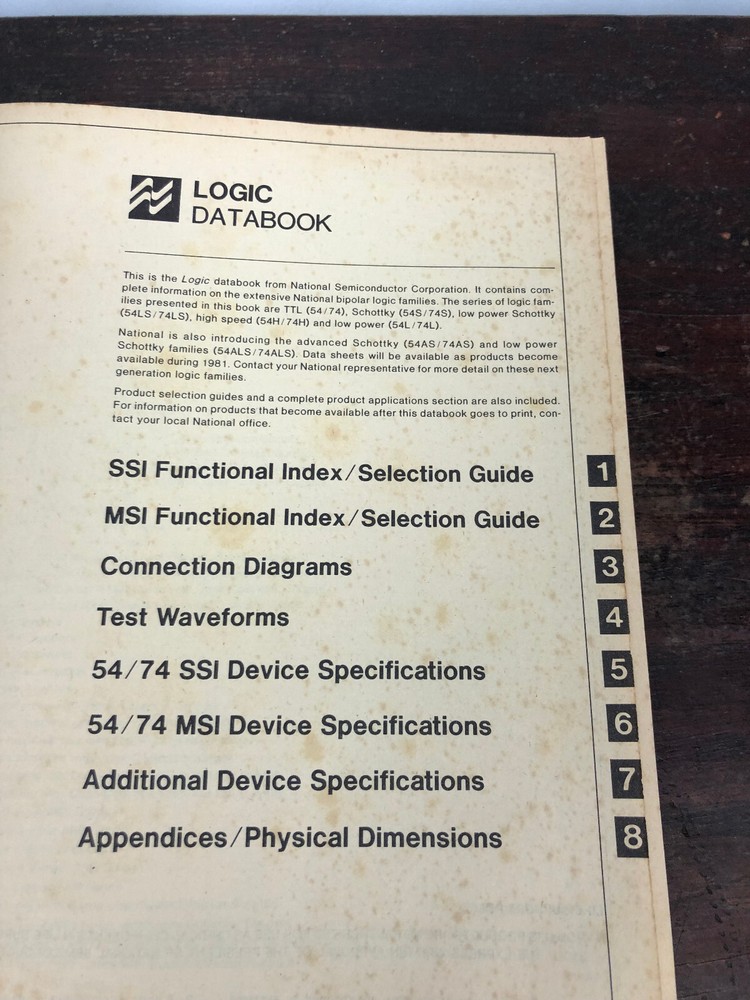 LOGIC
DATABOOK
This is the Logic databook from National Semiconductor Corporation. It contains com-
plete information on the extensive National bipolar logic families. The series of logic fam-
ilies presented in this book are TTL (54/74), Schottky (54S/74S), low power Schottky
(54LS/74LS), high speed (54H/74H) and low power (54L/74L).
National is also introducing the advanced Schottky (54AS/74AS) and low power
Schottky families (54ALS/74ALS). Data sheets will be available as products become
available during 1981. Contact your National representative for more detail on these next
generation logic families.
Product selection guides and a complete product applications section are also included.
For information on products that become available after this databook goes to print, con-
tact your local National office.
SSI Functional Index/Selection Guide 1
MSI Functional Index/Selection Guide 2
Connection Diagrams 3
Test Waveforms 4
54/74 SSI Device Specifications 5
54/74 MSI Device Specifications 6
Additional Device Specifications 7
Appendices/Physical Dimensions 8